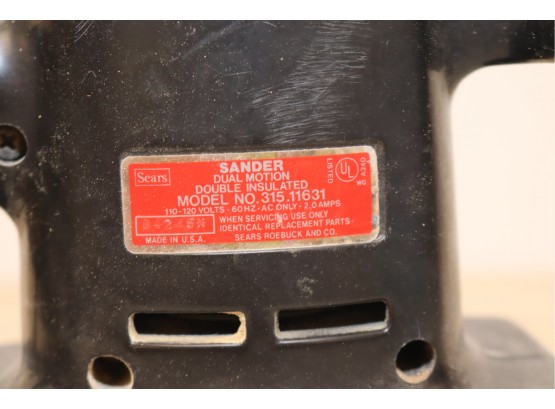 Sears
SANDER
DUAL MOTION
DOUBLE INSULATED
MODEL NO. 315.11631
110-120 VOLTS - 60HZ - AC ONLY - 2.0 AMPS
WHEN SERVICING USE ONLY
IDENTICAL REPLACEMENT PARTS
SEARS ROEBUCK AND CO.
MADE IN U.S.A.
LISTED
UL
WG